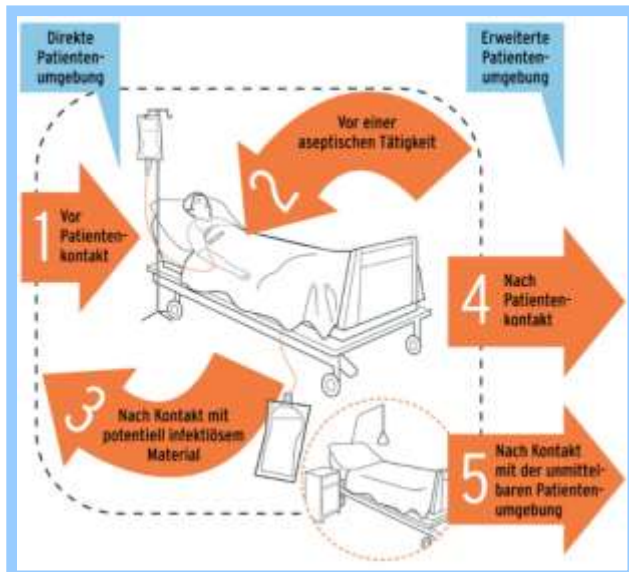 Direkte
Patienten-
umgebung
Erweiterte
Patienten-
umgebung
1
Vor
Patienten-
kontakt
2
Vor einer
aseptischen Tätigkeit
3
Nach Kontakt mit
potentiell infektiösem
Material
4
Nach
Patienten-
kontakt
5
Nach Kontakt
mit der unmittel-
baren Patienten-
umgebung